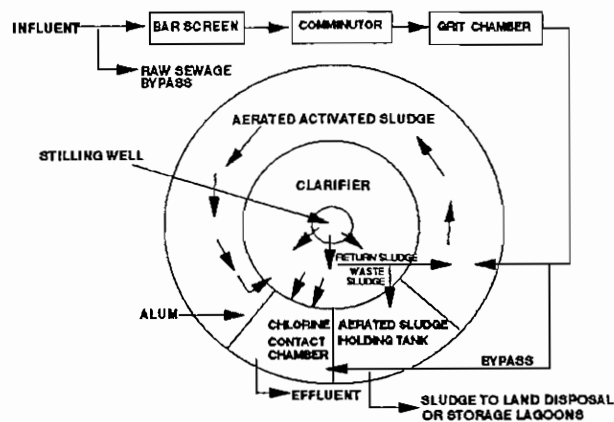 INFLUENT
BAR SCREEN
COMMINUTOR
GRIT CHAMBER
RAW SEWAGE
BYPASS
AERATED ACTIVATED SLUDGE
STILLING WELL
CLARIFIER
RETURN SLUDGE
WASTE
SLUDGE
ALUM
CHLORINE
CONTACT
CHAMBER
AERATED SLUDGE
HOLDING TANK
BYPASS
EFFLUENT
SLUDGE TO LAND DISPOSAL
OR STORAGE LAGOONS